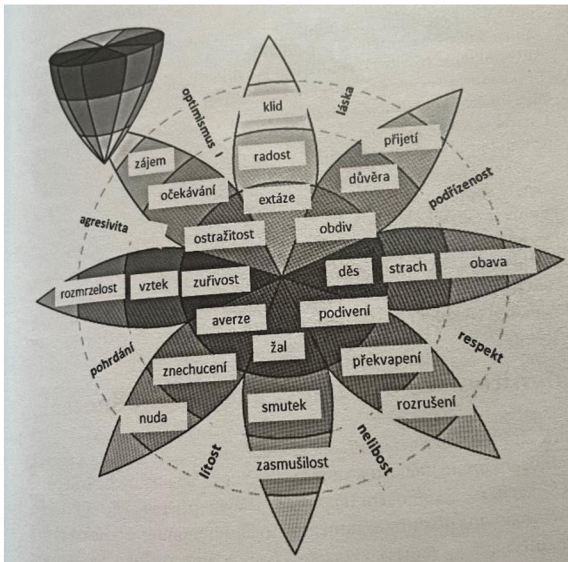 optimismus
láska
klid
zájem
radost
přijetí
očekávání
důvěra
podřízenost
extáze
agresivita
ostražitost
obdiv
rozmrzelost
vztek
zuřivost
děs
strach
obava
averze
podivení
žal
pohrdání
znechucení
překvapení
respekt
nuda
smutek
rozrušení
lítost
nelibost
zasmušilost